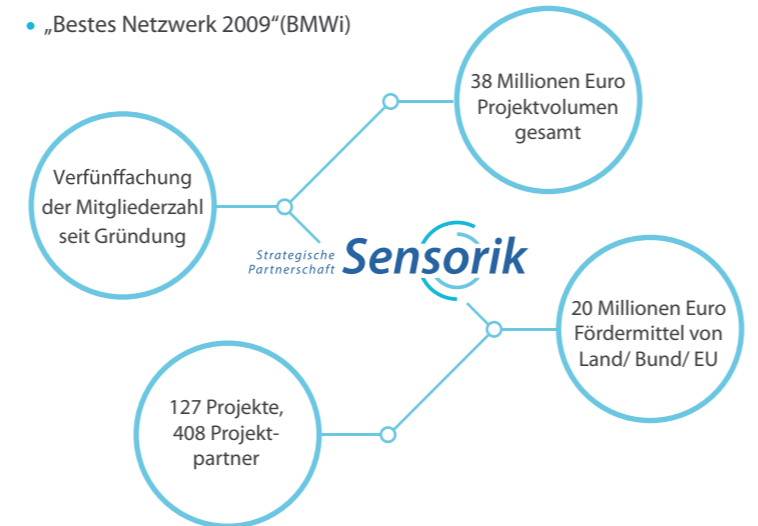 • „Bestes Netzwerk 2009“(BMWi)
38 Millionen Euro
Projektvolumen
gesamt
Verfünffachung
der Mitgliederzahl
seit Gründung
Strategische
Partnerschaft
Sensorik
20 Millionen Euro
Fördermittel von
Land/ Bund/ EU
127 Projekte,
408 Projekt-
partner